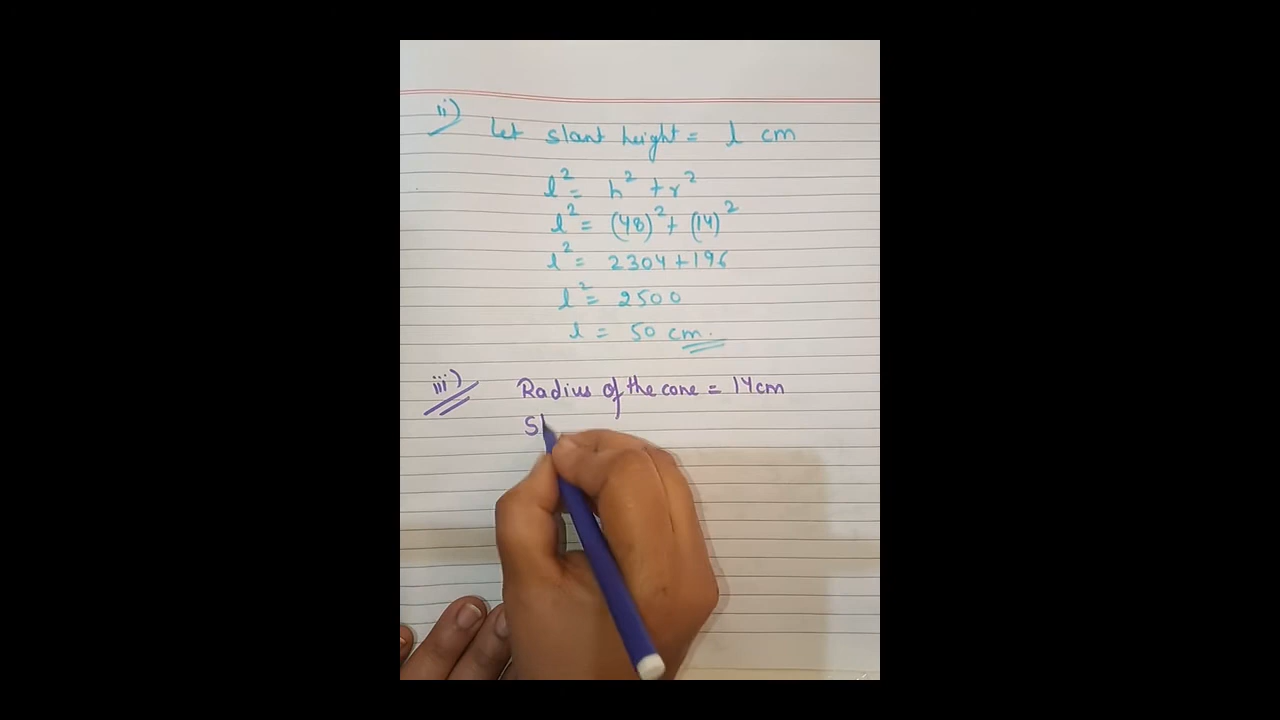 ii) Let slant height = l cm
l² = h² + r²
l² = (48)² + (14)²
l² = 2304 + 196
l² = 2500
l = 50 cm.
iii) Radius of the cone = 14cm
Sl